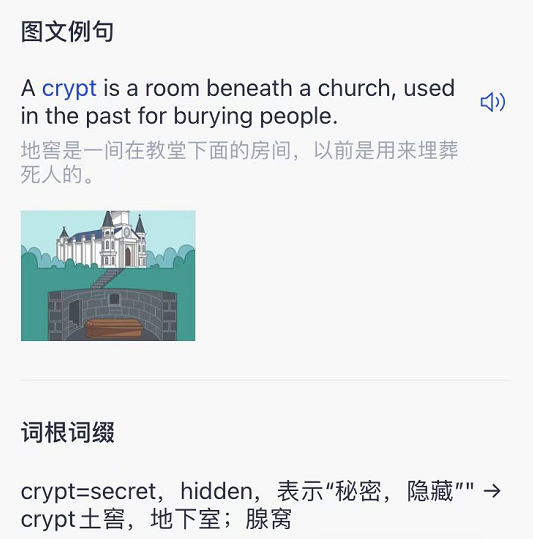 图文例句
A crypt is a room beneath a church, used
in the past for burying people.
地窖是一间在教堂下面的房间，以前是用来埋葬
死人的。
词根词缀
crypt=secret，hidden，表示“秘密，隐藏”" →
crypt土窖，地下室；腺窝